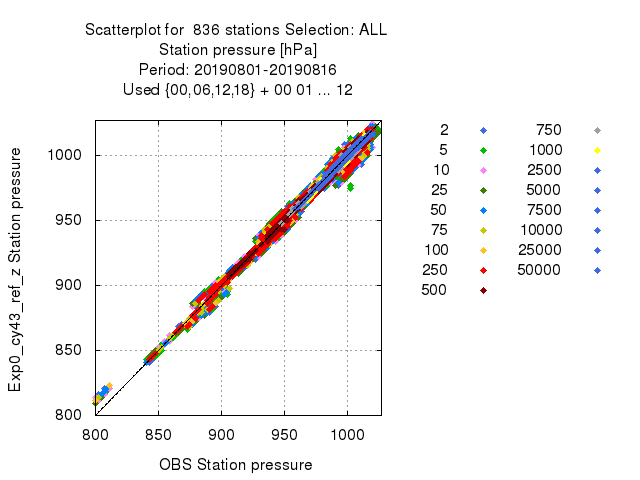 Scatterplot for 836 stations Selection: ALL
Station pressure [hPa]
Period: 20190801-20190816
Used {00,06,12,18} + 00 01 ... 12
Exp0_cy43_ref_z Station pressure
1000
950
900
850
800
800 850 900 950 1000
OBS Station pressure
2 750
5 1000
10 2500
25 5000
50 7500
75 10000
100 25000
250 50000
500